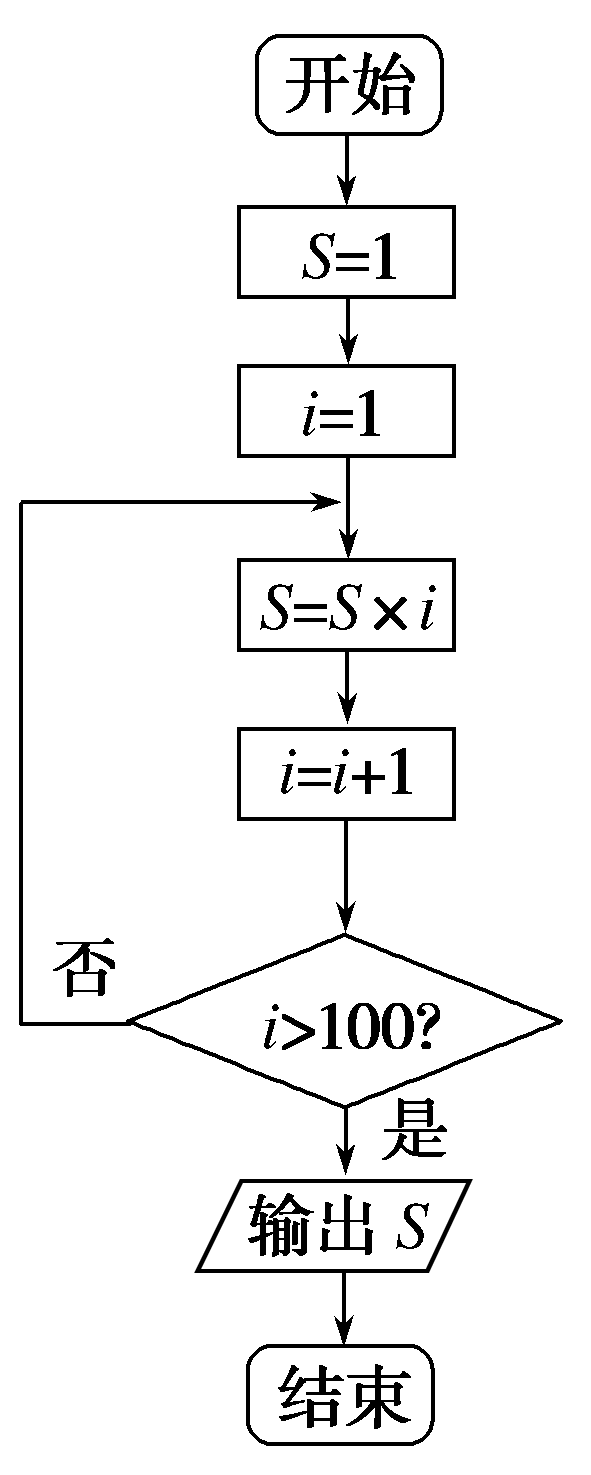 开始
S=1
i=1
S=S×i
i=i+1
否
i>100?
是
输出 S
结束